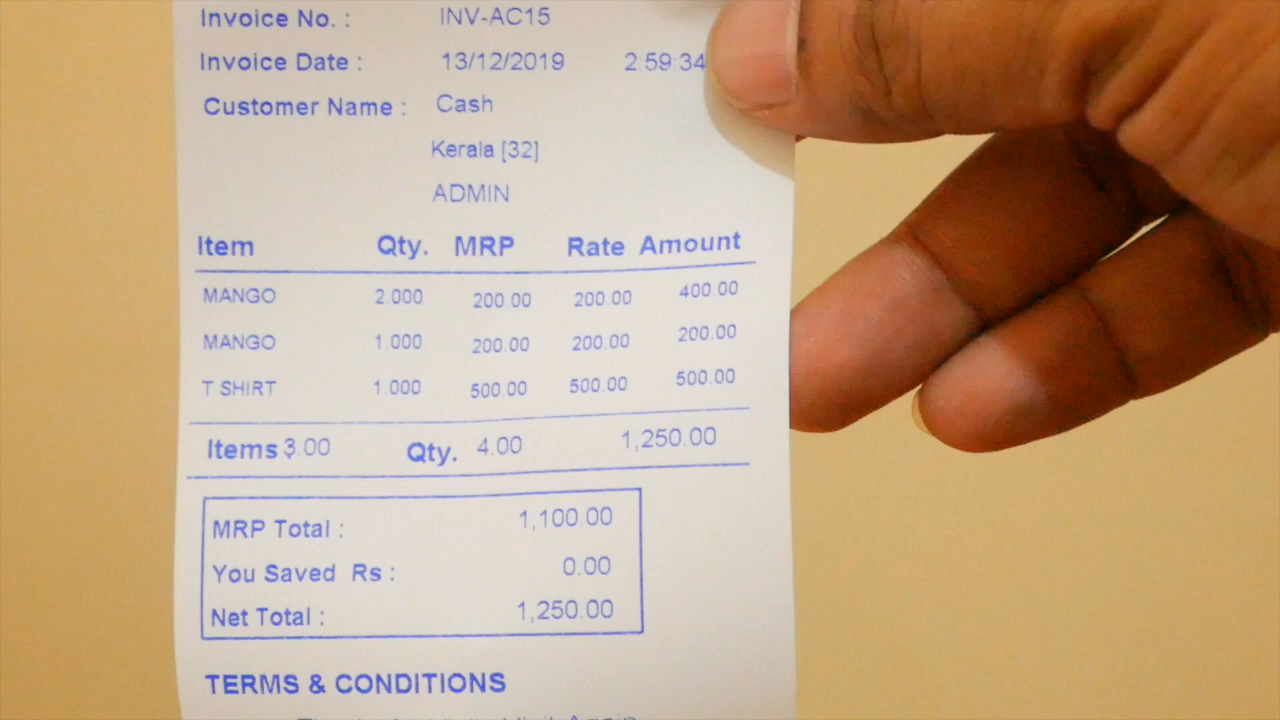 Invoice No. : INV-AC15
Invoice Date : 13/12/2019 2:59:34
Customer Name : Cash
Kerala [32]
ADMIN
Item Qty. MRP Rate Amount
MANGO 2.000 200.00 200.00 400.00
MANGO 1.000 200.00 200.00 200.00
T SHIRT 1.000 500.00 500.00 500.00
Items 3.00 Qty. 4.00 1,250.00
MRP Total : 1,100.00
You Saved Rs : 0.00
Net Total : 1,250.00
TERMS & CONDITIONS